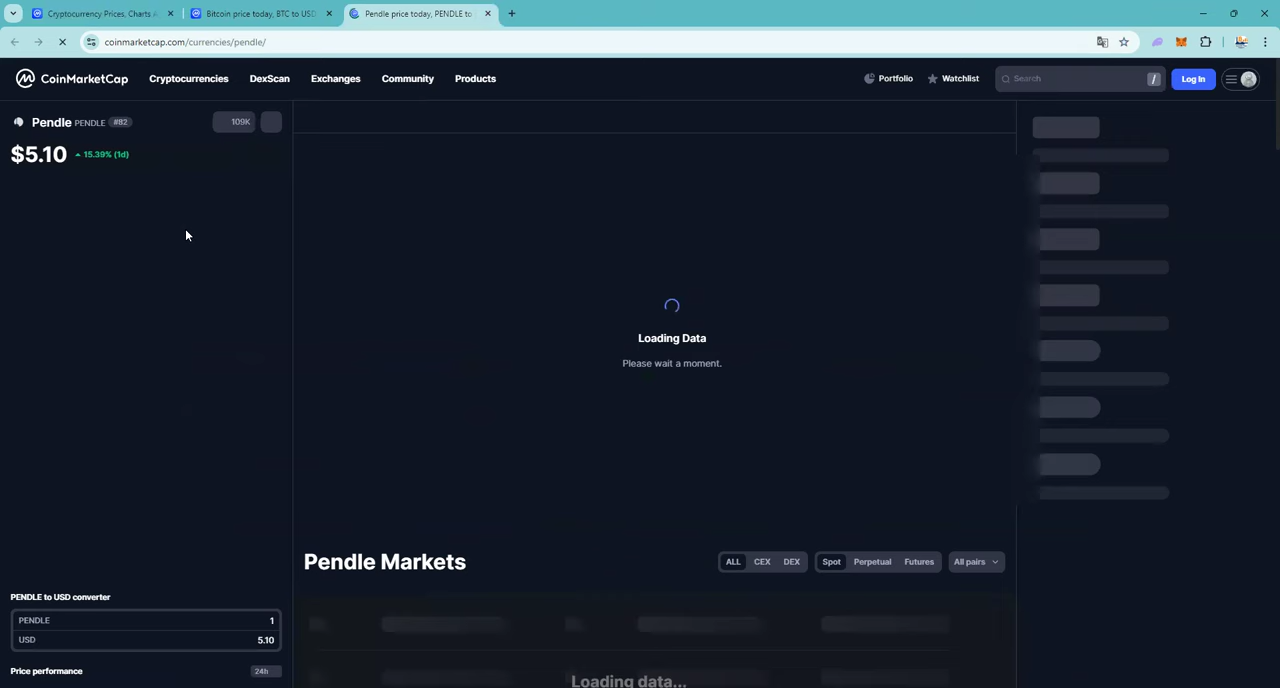 Cryptocurrency Prices, Charts A
Bitcoin price today, BTC to USD
Pendle price today, PENDLE to
coinmarketcap.com/currencies/pendle/
CoinMarketCap
Cryptocurrencies
DexScan
Exchanges
Community
Products
Portfolio
Watchlist
Search
/
Log In
Pendle PENDLE #82
109K
$5.10
15.39% (1d)
Loading Data
Please wait a moment.
Pendle Markets
ALL CEX DEX
Spot Perpetual Futures
All pairs
PENDLE to USD converter
PENDLE 1
USD 5.10
Price performance
24h
Loading data...